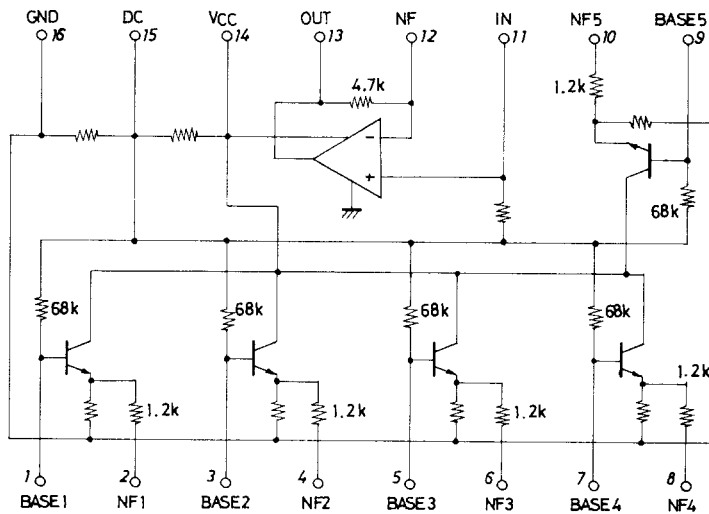 GND DC VCC OUT NF IN NF5 BASE5
16 15 14 13 12 11 10 9
4.7k 1.2k
− +
68k
68k 68k 68k 68k
1.2k 1.2k 1.2k 1.2k
1 2 3 4 5 6 7 8
BASE1 NF1 BASE2 NF2 BASE3 NF3 BASE4 NF4